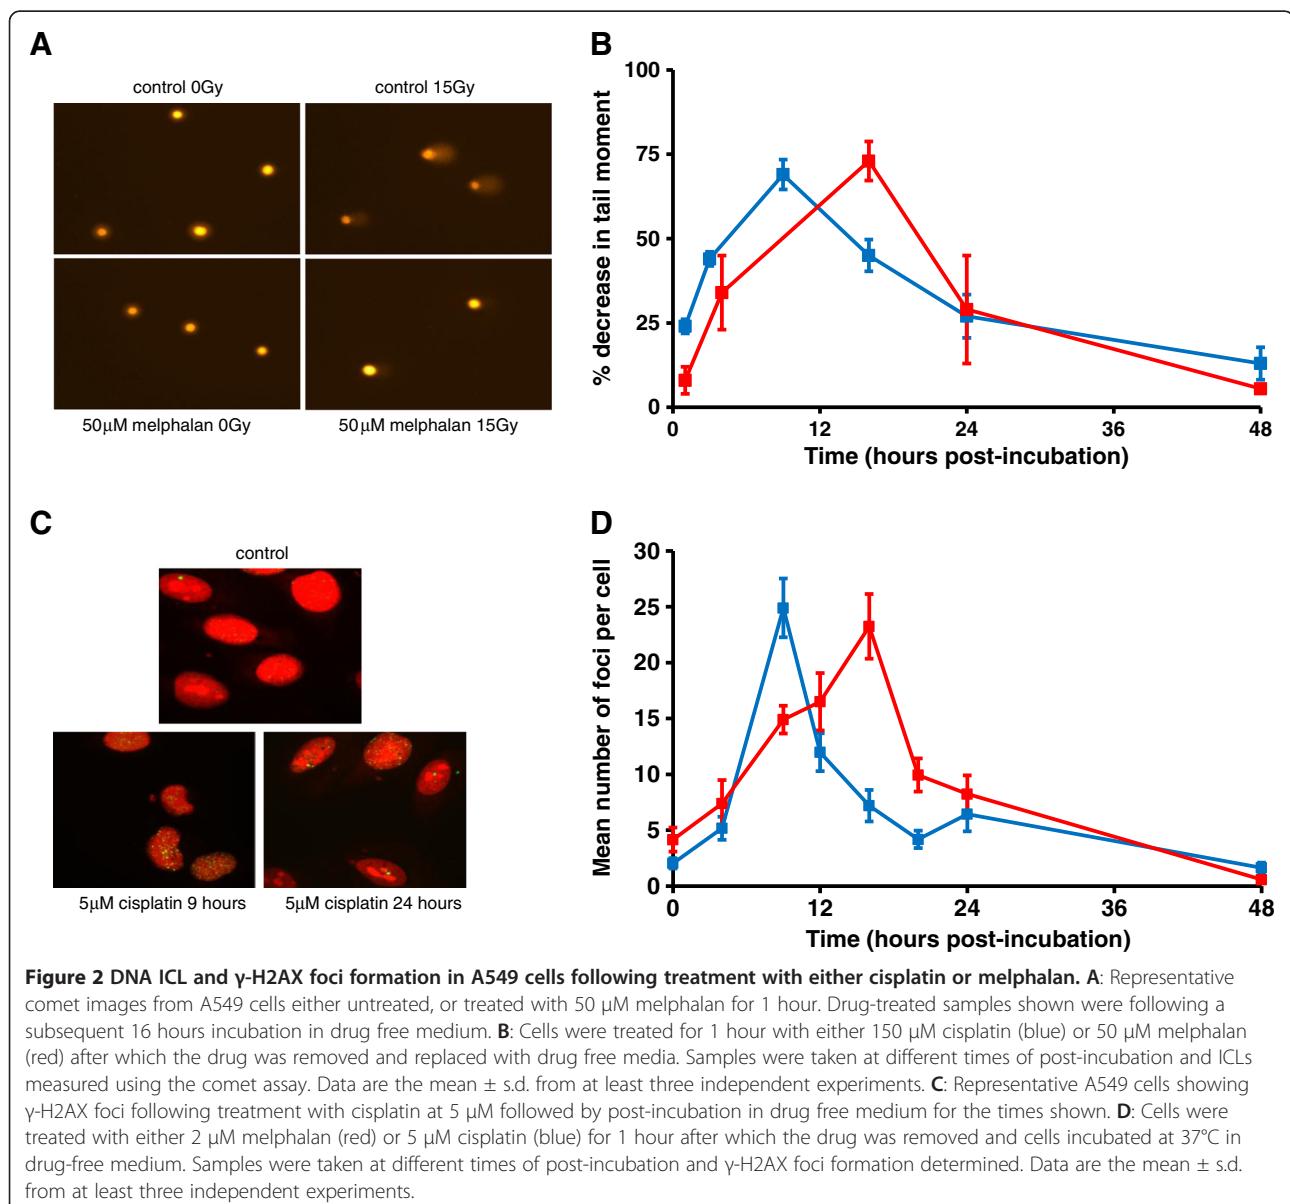 A
control 0Gy
control 15Gy
50μM melphalan 0Gy
50μM melphalan 15Gy
B
% decrease in tail moment
100
75
50
25
0
0 12 24 36 48
Time (hours post-incubation)
C
control
5μM cisplatin 9 hours
5μM cisplatin 24 hours
D
Mean number of foci per cell
30
25
20
15
10
5
0
0 12 24 36 48
Time (hours post-incubation)
Figure 2 DNA ICL and γ-H2AX foci formation in A549 cells following treatment with either cisplatin or melphalan. A: Representative
comet images from A549 cells either untreated, or treated with 50 μM melphalan for 1 hour. Drug-treated samples shown were following a
subsequent 16 hours incubation in drug free medium. B: Cells were treated for 1 hour with either 150 μM cisplatin (blue) or 50 μM melphalan
(red) after which the drug was removed and replaced with drug free media. Samples were taken at different times of post-incubation and ICLs
measured using the comet assay. Data are the mean ± s.d. from at least three independent experiments. C: Representative A549 cells showing
γ-H2AX foci following treatment with cisplatin at 5 μM followed by post-incubation in drug free medium for the times shown. D: Cells were
treated with either 2 μM melphalan (red) or 5 μM cisplatin (blue) for 1 hour after which the drug was removed and cells incubated at 37°C in
drug-free medium. Samples were taken at different times of post-incubation and γ-H2AX foci formation determined. Data are the mean ± s.d.
from at least three independent experiments.